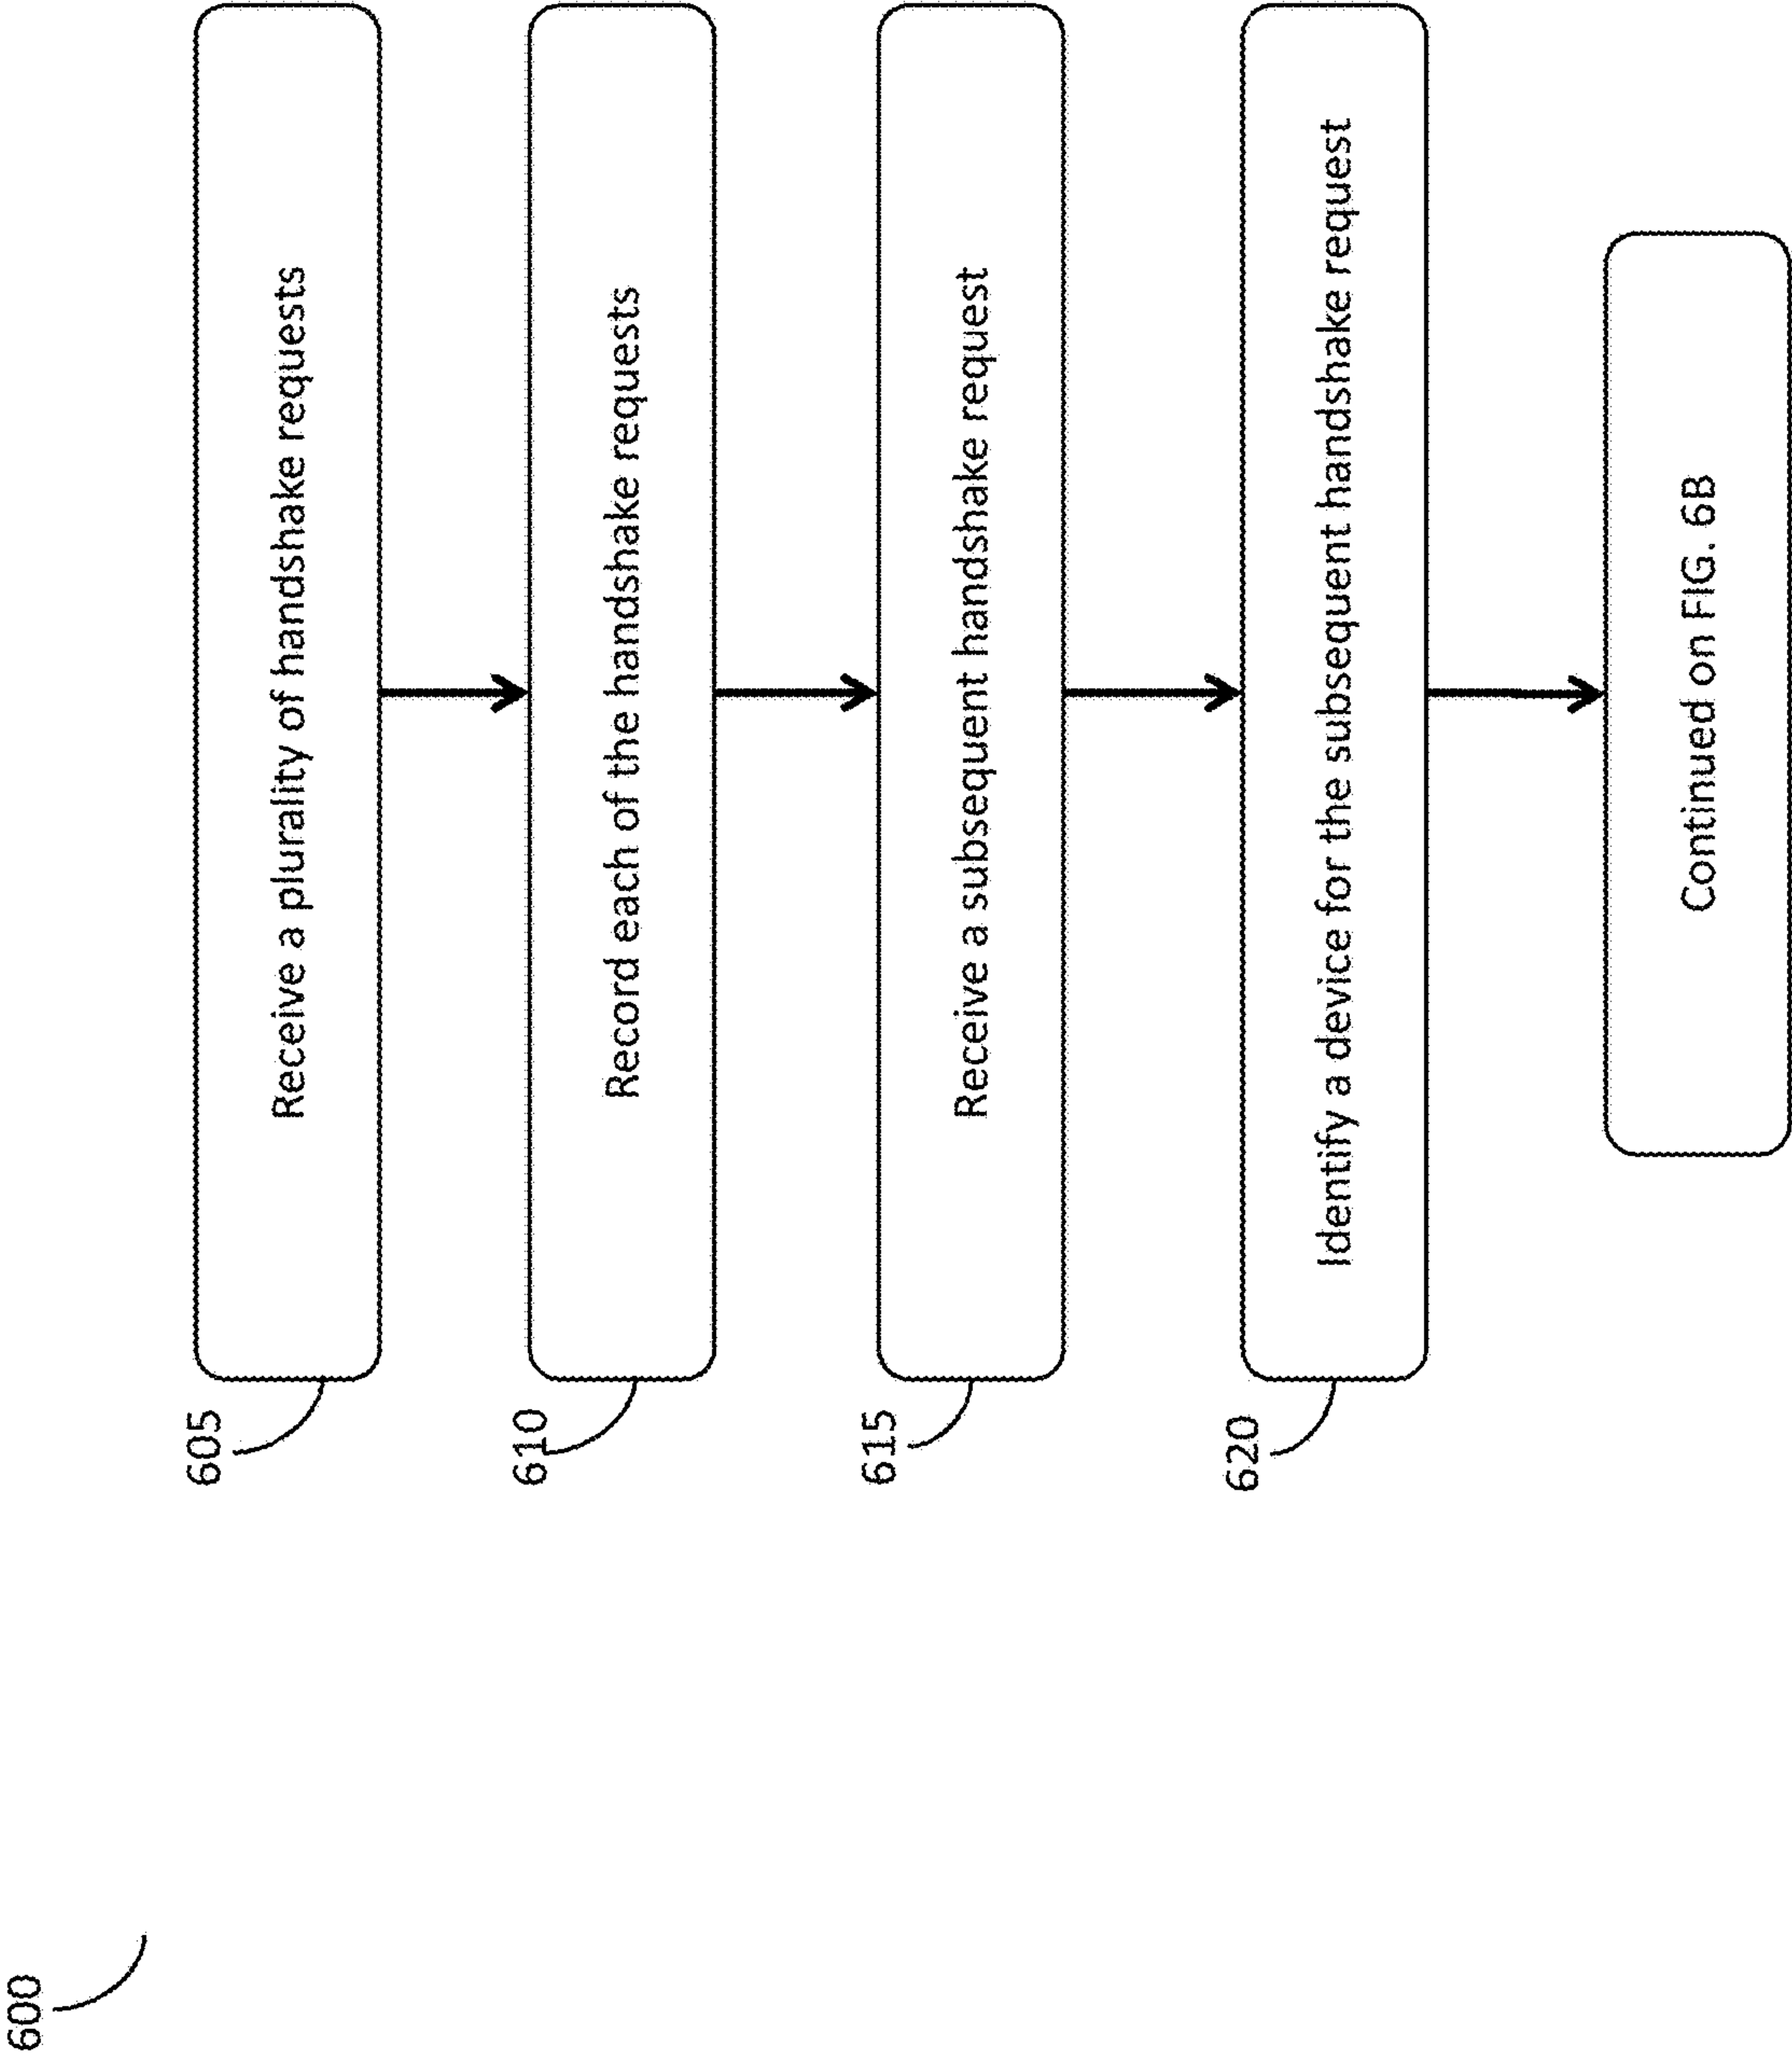 600
605
Receive a plurality of handshake requests
610
Record each of the handshake requests
615
Receive a subsequent handshake request
620
Identify a device for the subsequent handshake request
Continued on FIG. 6B